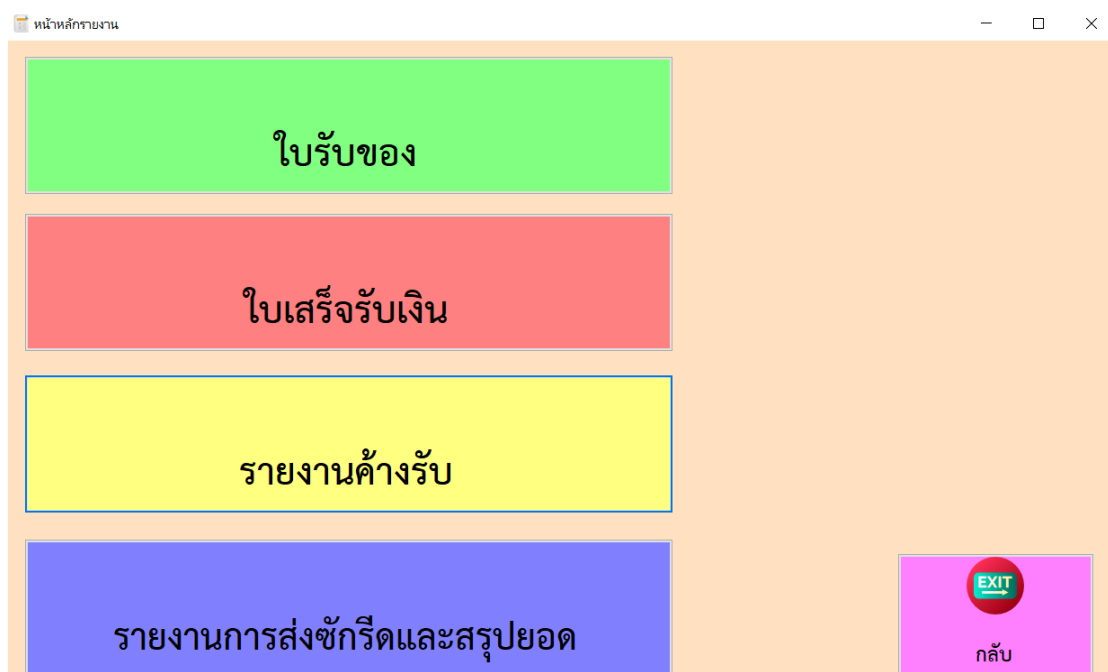 หน้าหลักรายงาน
ใบรับของ
ใบเสร็จรับเงิน
รายงานค้างรับ
รายงานการส่งซักรีดและสรุปยอด
EXIT
กลับ